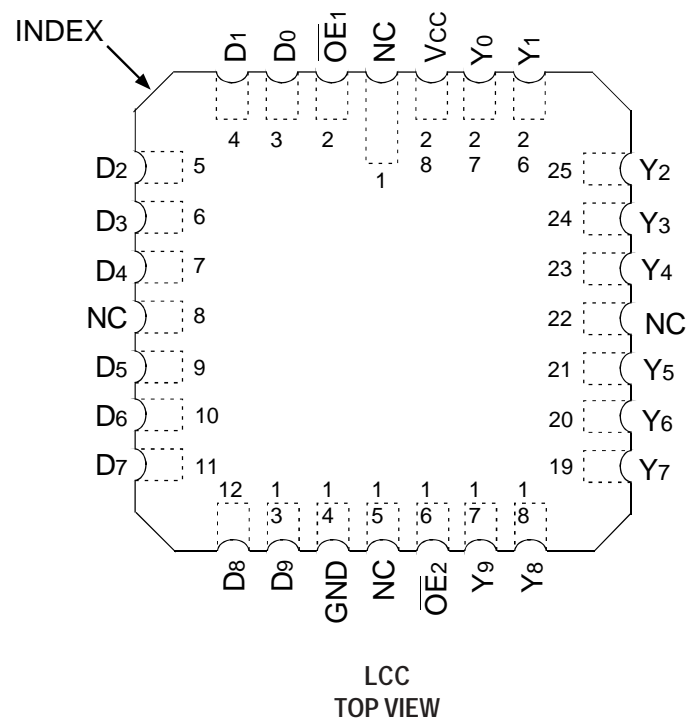 INDEX
D1 D0 O̅E̅1 NC VCC Y0 Y1
4 3 2 1 28 27 26
D2 5 25 Y2
D3 6 24 Y3
D4 7 23 Y4
NC 8 22 NC
D5 9 21 Y5
D6 10 20 Y6
D7 11 19 Y7
12 13 14 15 16 17 18
D8 D9 GND NC O̅E̅2 Y9 Y8
LCC
TOP VIEW